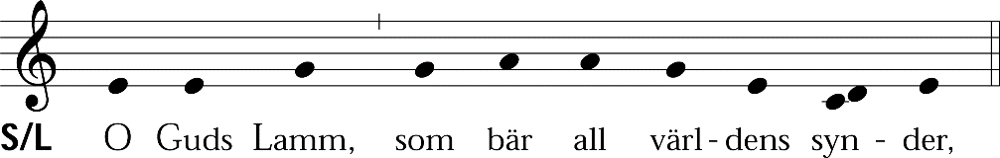 S/L O Guds Lamm, som bär all värl - dens syn - der,